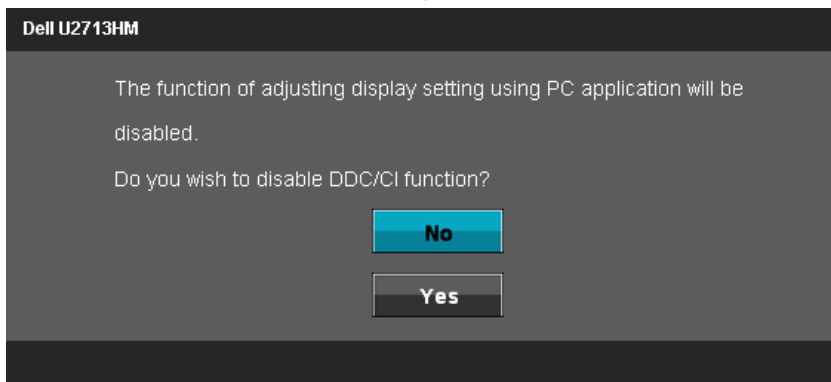 Dell U2713HM
The function of adjusting display setting using PC application will be
disabled.
Do you wish to disable DDC/CI function?
No
Yes